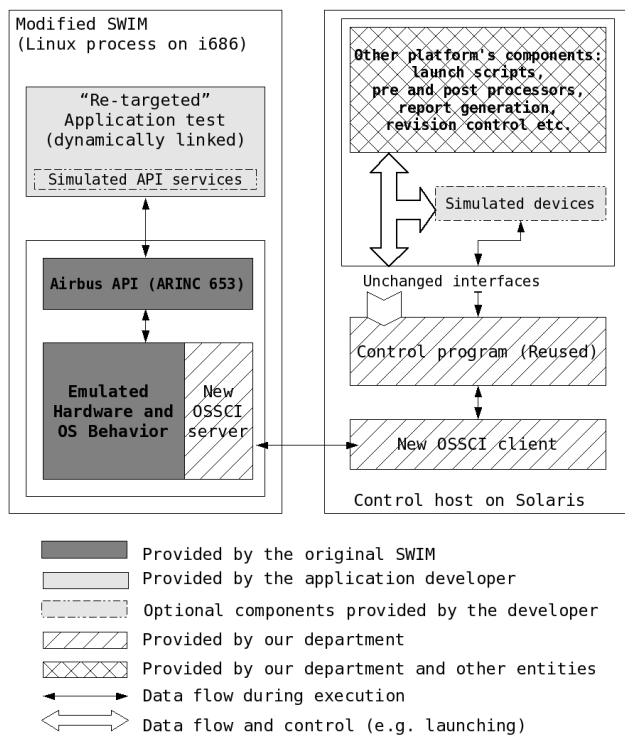 Modified SWIM
(Linux process on i686)
“Re-targeted”
Application test
(dynamically linked)
Simulated API services
Airbus API (ARINC 653)
Emulated
Hardware and
OS Behavior
New
OSSCI
server
Other platform's components:
launch scripts,
pre and post processors,
report generation,
revision control etc.
Simulated devices
Unchanged interfaces
Control program (Reused)
New OSSCI client
Control host on Solaris
Provided by the original SWIM
Provided by the application developer
Optional components provided by the developer
Provided by our department
Provided by our department and other entities
Data flow during execution
Data flow and control (e.g. launching)